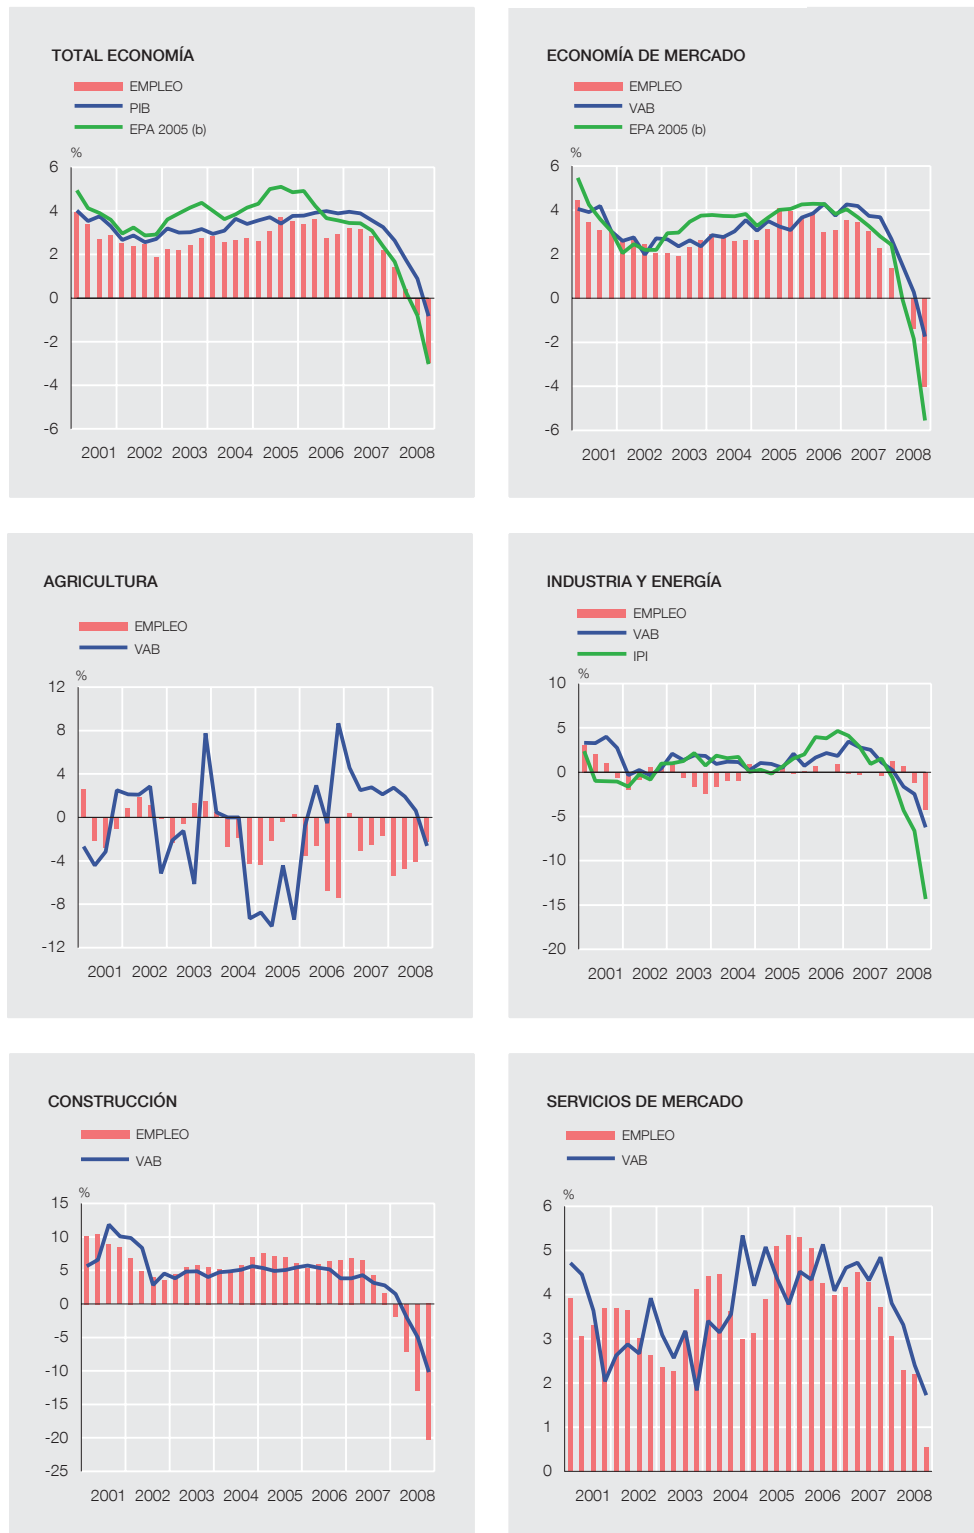 TOTAL ECONOMÍA
EMPLEO
PIB
EPA 2005 (b)
%
6
4
2
0
-2
-4
-6
2001 2002 2003 2004 2005 2006 2007 2008
ECONOMÍA DE MERCADO
EMPLEO
VAB
EPA 2005 (b)
%
6
4
2
0
-2
-4
-6
2001 2002 2003 2004 2005 2006 2007 2008
AGRICULTURA
EMPLEO
VAB
%
12
8
4
0
-4
-8
-12
2001 2002 2003 2004 2005 2006 2007 2008
INDUSTRIA Y ENERGÍA
EMPLEO
VAB
IPI
%
10
5
0
-5
-10
-15
-20
2001 2002 2003 2004 2005 2006 2007 2008
CONSTRUCCIÓN
EMPLEO
VAB
%
15
10
5
0
-5
-10
-15
-20
-25
2001 2002 2003 2004 2005 2006 2007 2008
SERVICIOS DE MERCADO
EMPLEO
VAB
%
6
5
4
3
2
1
0
2001 2002 2003 2004 2005 2006 2007 2008